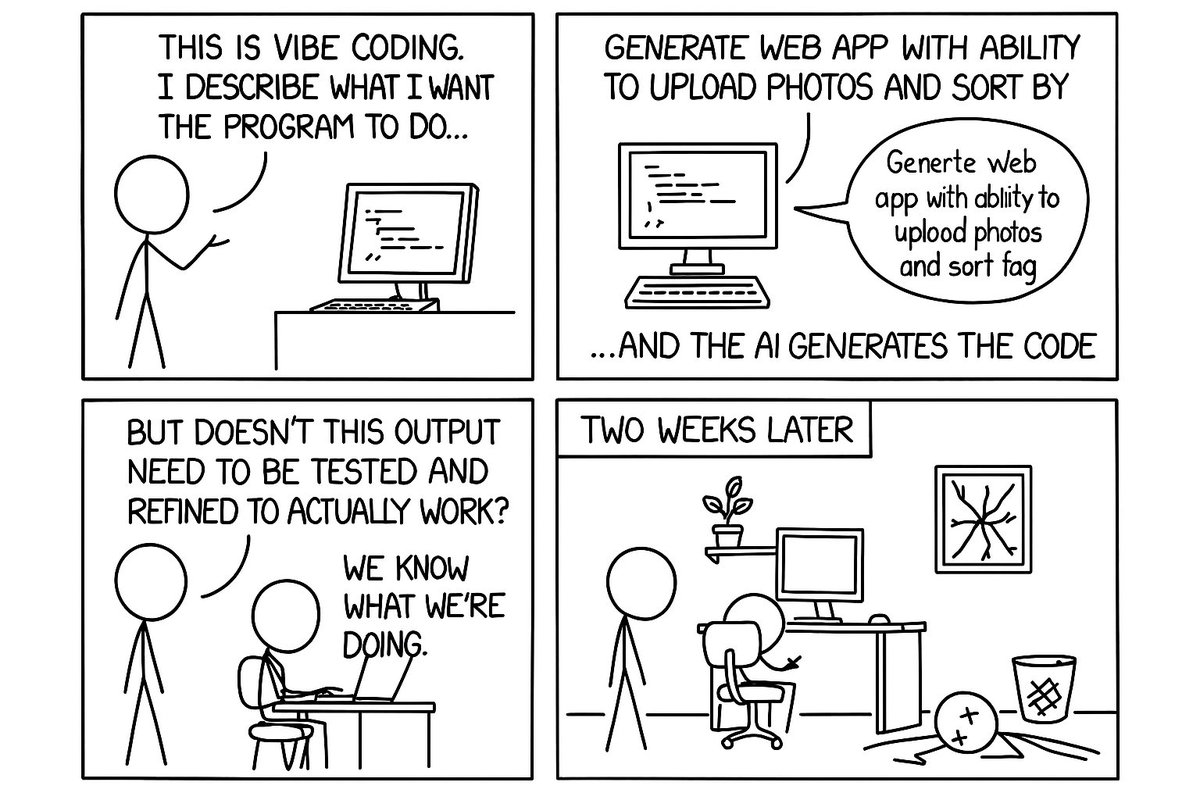 THIS IS VIBE CODING.
I DESCRIBE WHAT I WANT
THE PROGRAM TO DO...
GENERATE WEB APP WITH ABILITY
TO UPLOAD PHOTOS AND SORT BY
Generte web
app with abliity to
uplood photos
and sort fag
...AND THE AI GENERATES THE CODE
BUT DOESN'T THIS OUTPUT
NEED TO BE TESTED AND
REFINED TO ACTUALLY WORK?
WE KNOW
WHAT WE'RE
DOING.
TWO WEEKS LATER